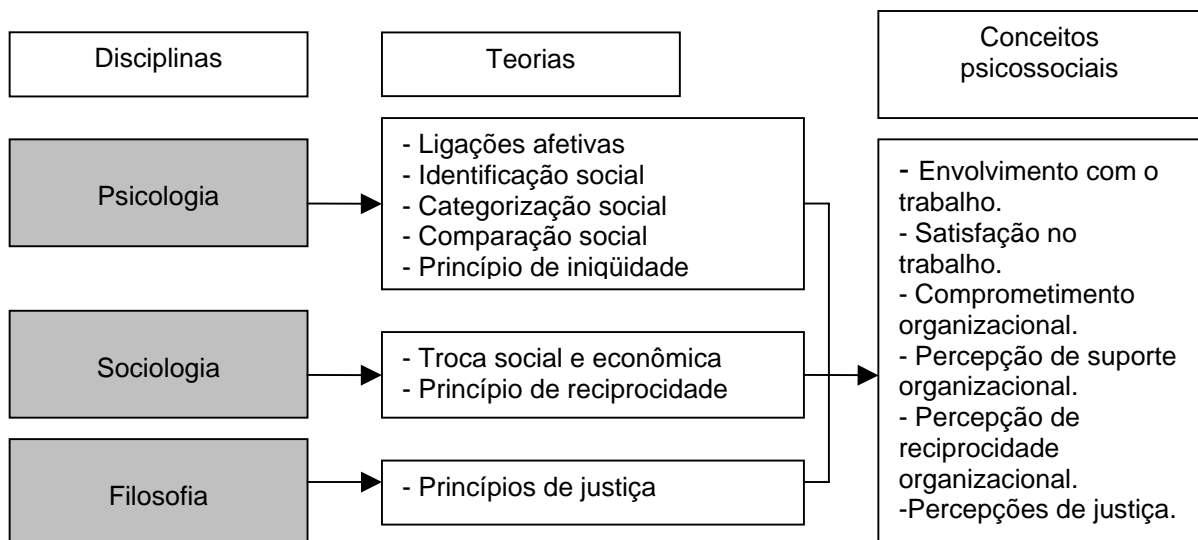 Disciplinas
Teorias
Conceitos
psicossociais
Psicologia
- Ligações afetivas
- Identificação social
- Categorização social
- Comparação social
- Princípio de iniqüidade
Sociologia
- Troca social e econômica
- Princípio de reciprocidade
Filosofia
- Princípios de justiça
- Envolvimento com o
trabalho.
- Satisfação no
trabalho.
- Comprometimento
organizacional.
- Percepção de suporte
organizacional.
- Percepção de
reciprocidade
organizacional.
-Percepções de justiça.